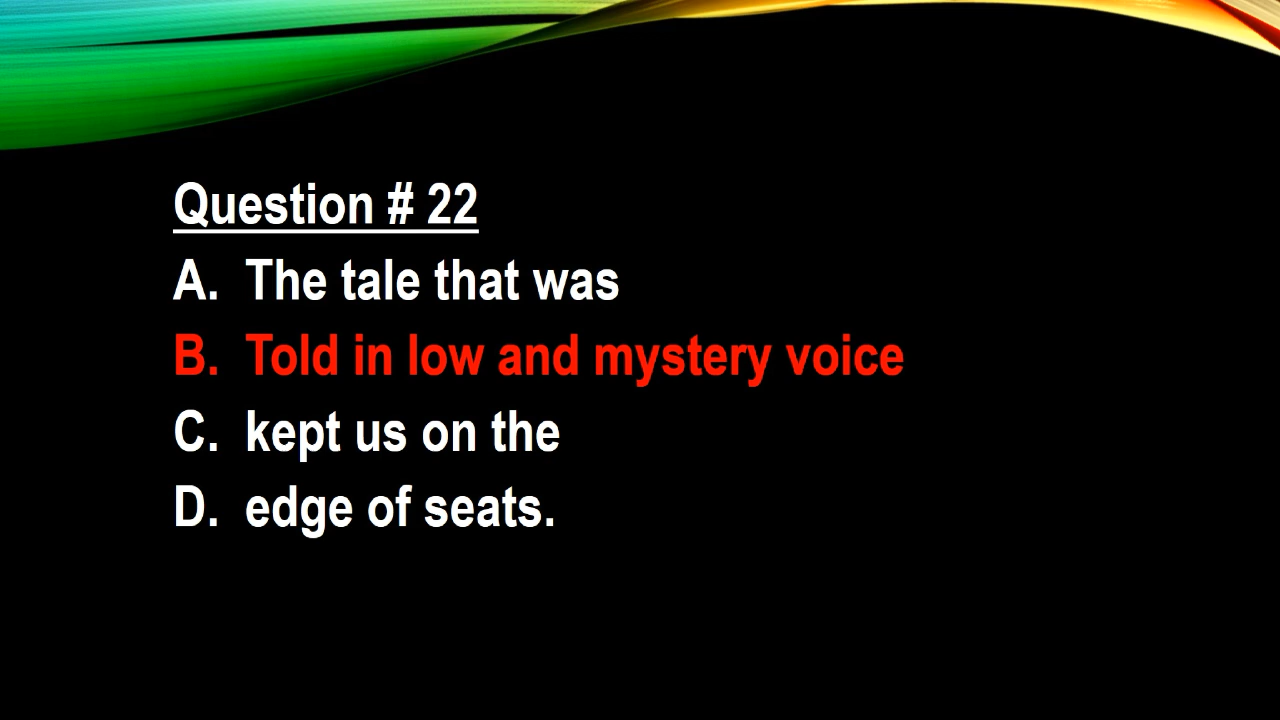 Question # 22
A. The tale that was
B. Told in low and mystery voice
C. kept us on the
D. edge of seats.